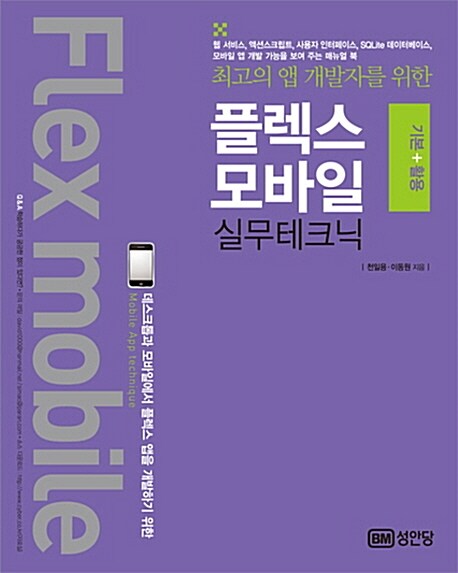 웹 서비스, 액션스크립트, 사용자 인터페이스, SQLite 데이터베이스,
모바일 앱 개발 가능을 보여 주는 매뉴얼 북
최고의 앱 개발자를 위한
플렉스
모바일
실무테크닉
기본+활용
| 천일용·이동원 지음 |
Flex mobile
데스크톱과 모바일에서 플렉스 앱을 개발하기 위한
Mobile App technique
Q&A
BM 성안당